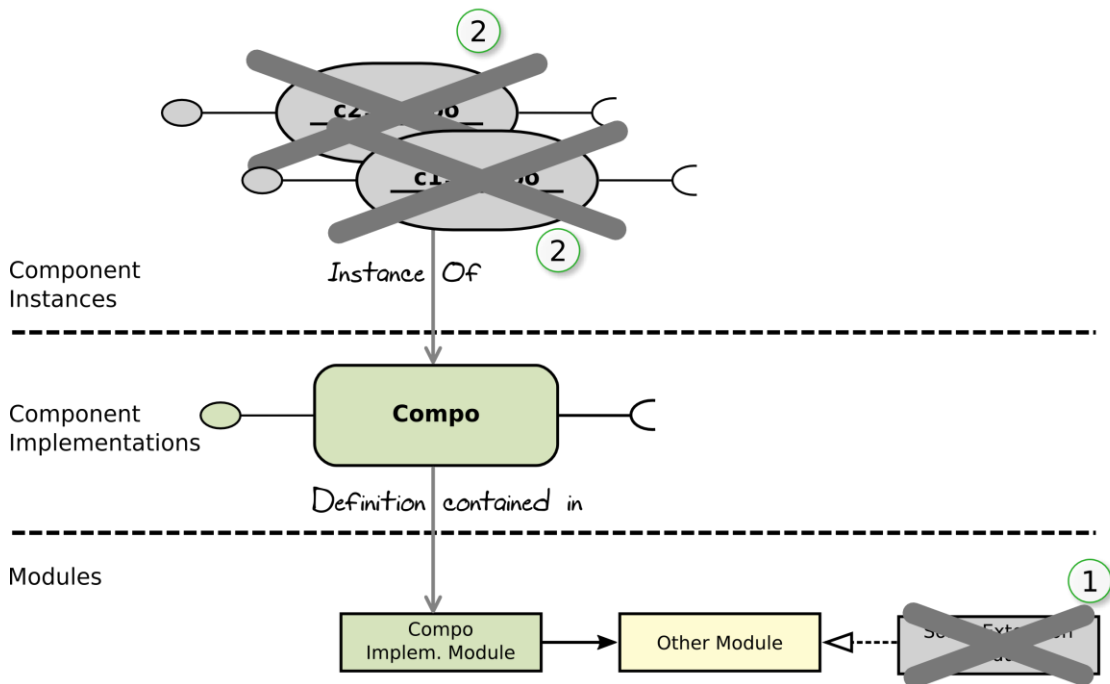 2
2
Instance Of
Component
Instances
Compo
Component
Implementations
Definition contained in
Modules
1
Compo
Implem. Module
Other Module